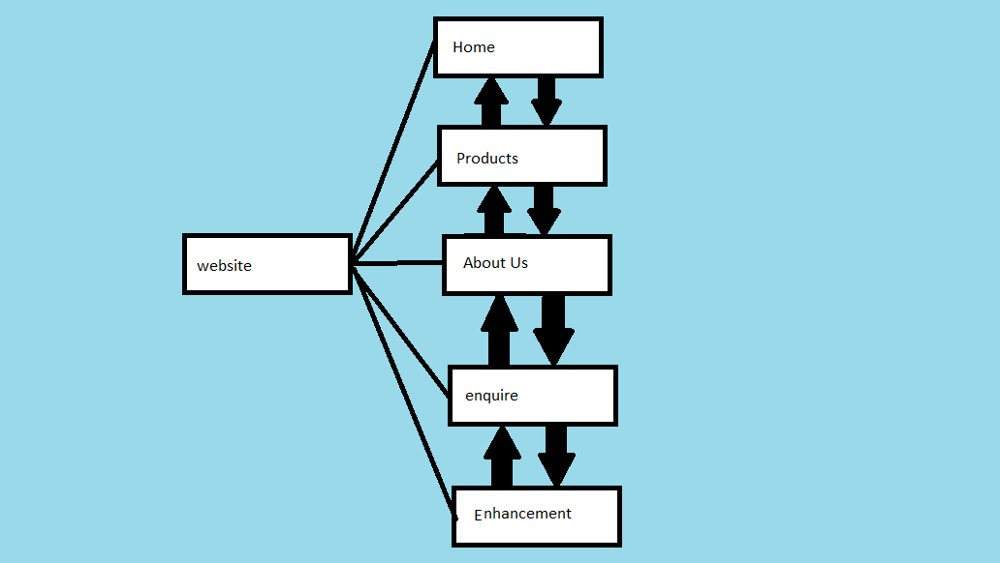 Home
Products
website
About Us
enquire
Enhancement